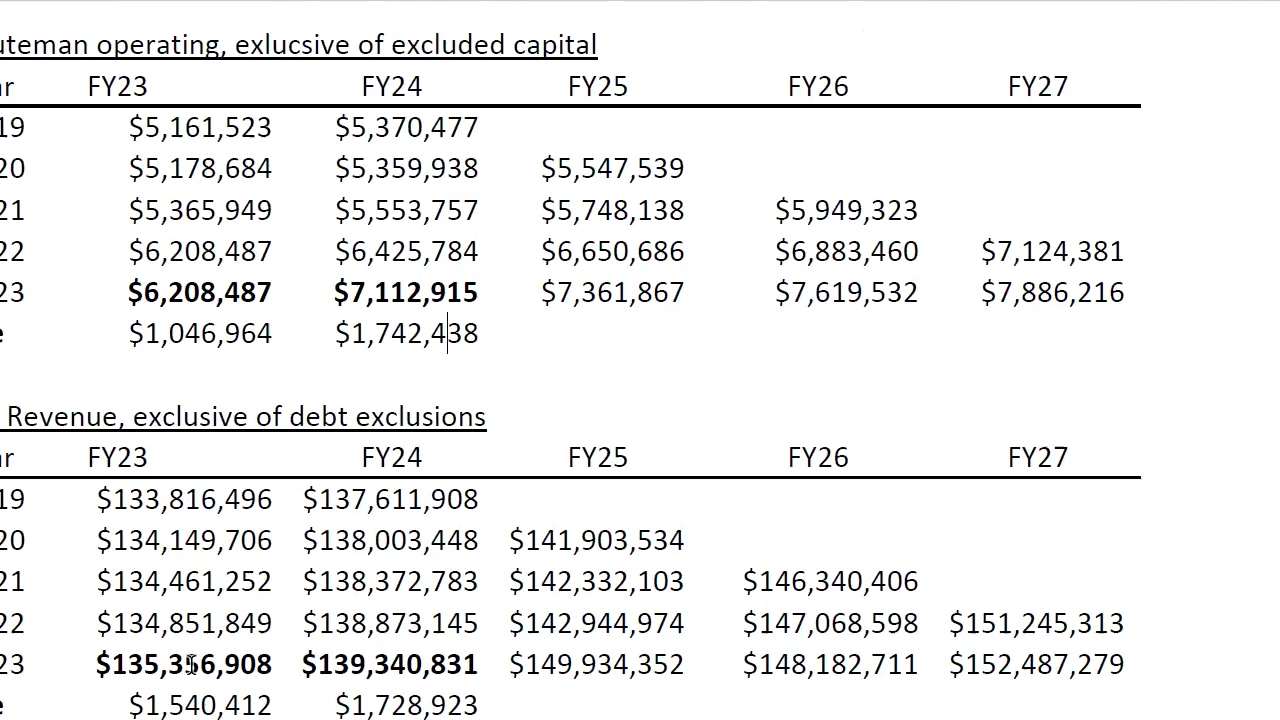 uteman operating, exlucsive of excluded capital
ar FY23 FY24 FY25 FY26 FY27
19 $5,161,523 $5,370,477
20 $5,178,684 $5,359,938 $5,547,539
21 $5,365,949 $5,553,757 $5,748,138 $5,949,323
22 $6,208,487 $6,425,784 $6,650,686 $6,883,460 $7,124,381
23 $6,208,487 $7,112,915 $7,361,867 $7,619,532 $7,886,216
e $1,046,964 $1,742,438
Revenue, exclusive of debt exclusions
ar FY23 FY24 FY25 FY26 FY27
19 $133,816,496 $137,611,908
20 $134,149,706 $138,003,448 $141,903,534
21 $134,461,252 $138,372,783 $142,332,103 $146,340,406
22 $134,851,849 $138,873,145 $142,944,974 $147,068,598 $151,245,313
23 $135,356,908 $139,340,831 $149,934,352 $148,182,711 $152,487,279
e $1,540,412 $1,728,923